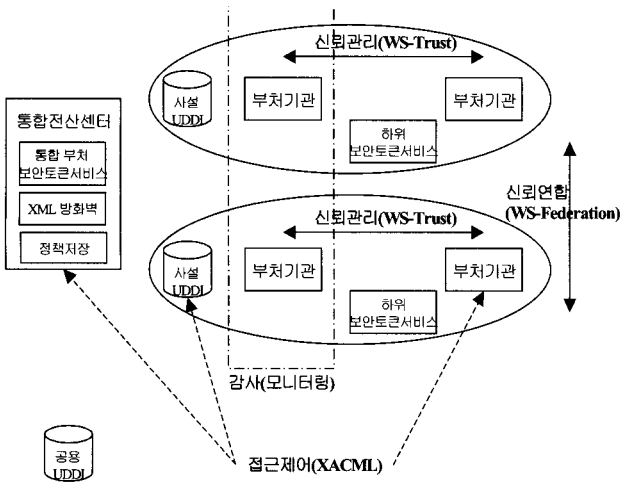 신뢰관리(WS-Trust)
사설
UDDI
부처기관
부처기관
하위
보안토큰서비스
통합전산센터
통합 부처
보안토큰서비스
XML 방화벽
정책저장
신뢰연합
(WS-Federation)
신뢰관리(WS-Trust)
사설
UDDI
부처기관
부처기관
하위
보안토큰서비스
감사(모니터링)
공용
UDDI
접근제어(XACML)